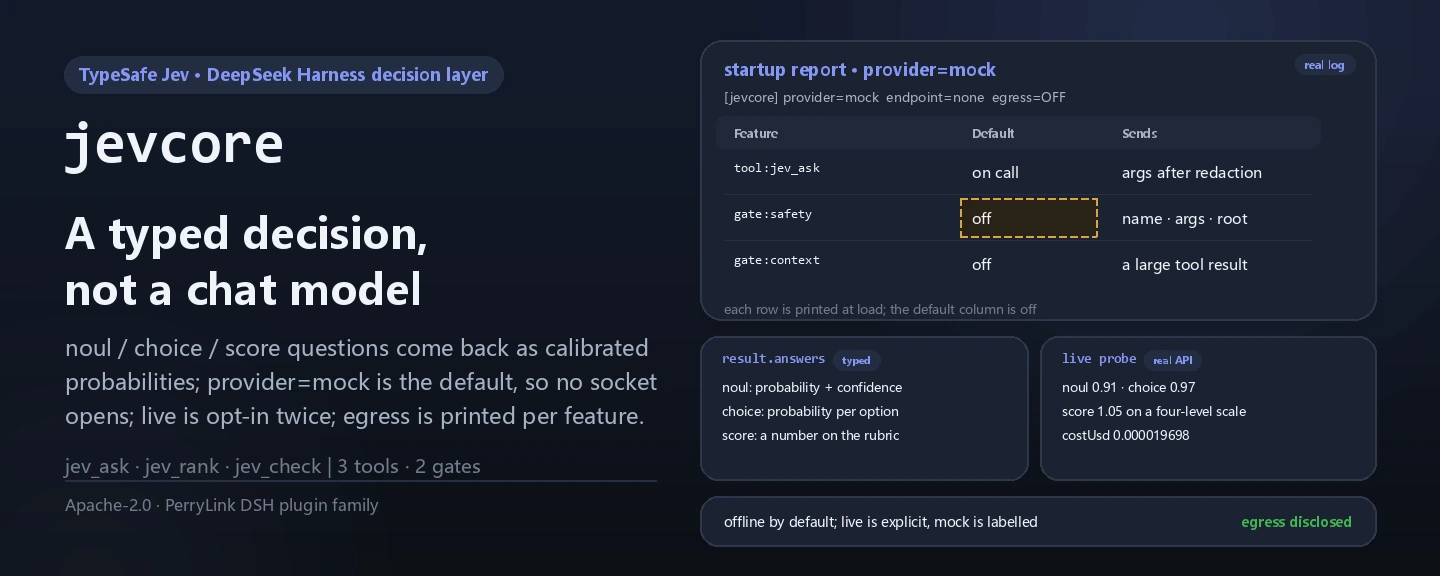 TypeSafe Jev • DeepSeek Harness decision layer
jevcore
A typed decision,
not a chat model
noul / choice / score questions come back as calibrated
probabilities; provider=mock is the default, so no socket
opens; live is opt-in twice; egress is printed per feature.
jev_ask · jev_rank · jev_check | 3 tools · 2 gates
Apache-2.0 · PerryLink DSH plugin family
startup report • provider=mock
real log
[jevcore] provider=mock endpoint=none egress=OFF
Feature Default Sends
tool:jev_ask on call args after redaction
gate:safety off name · args · root
gate:context off a large tool result
each row is printed at load; the default column is off
result.answers typed
noul: probability + confidence
choice: probability per option
score: a number on the rubric
live probe real API
noul 0.91 · choice 0.97
score 1.05 on a four-level scale
costUsd 0.000019698
offline by default; live is explicit, mock is labelled
egress disclosed